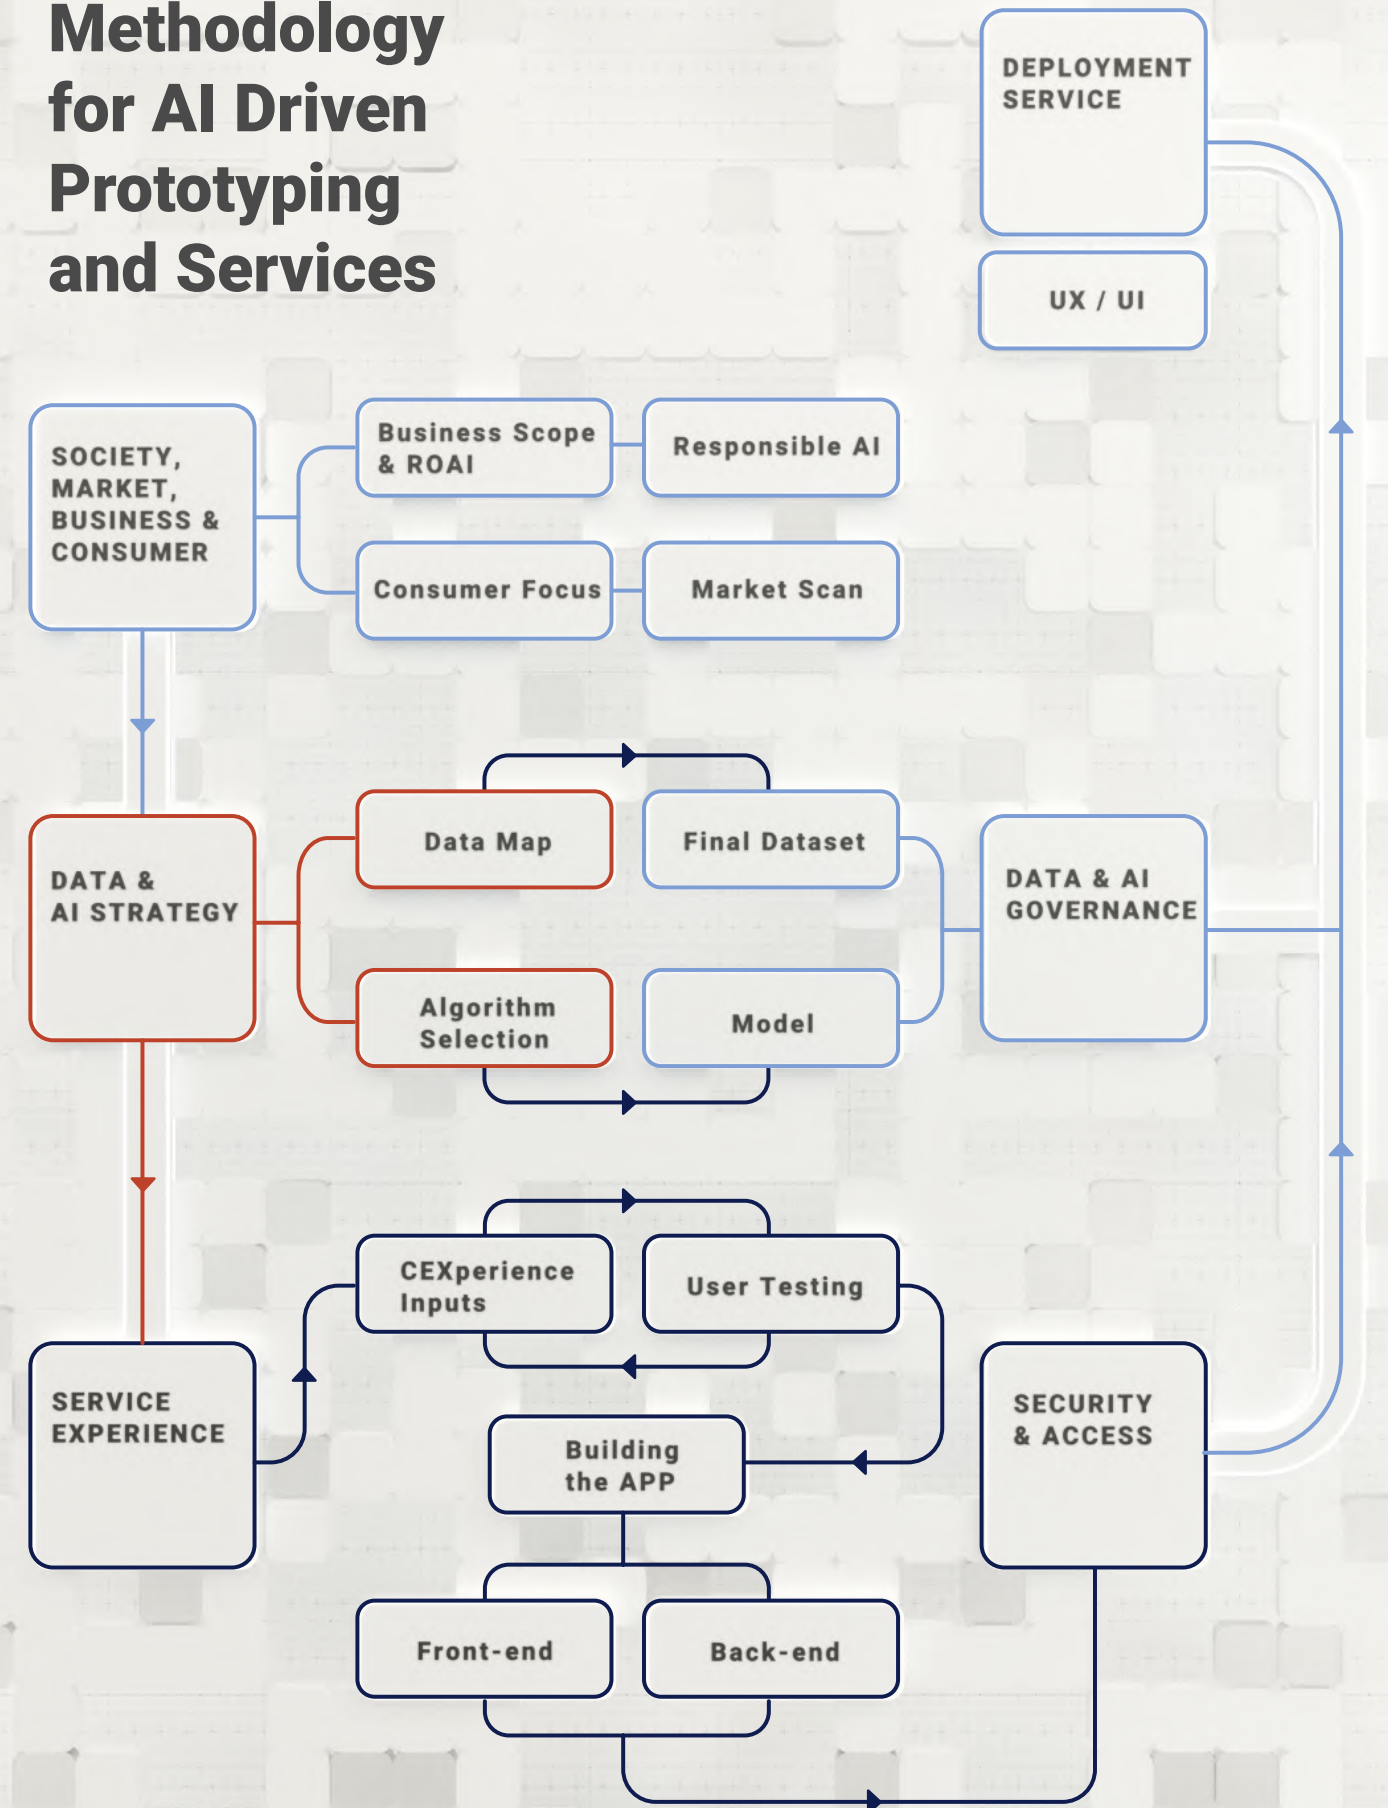 Methodology
for AI Driven
Prototyping
and Services
DEPLOYMENT
SERVICE
UX / UI
SOCIETY,
MARKET,
BUSINESS &
CONSUMER
Business Scope
& ROAI
Responsible AI
Consumer Focus
Market Scan
DATA &
AI STRATEGY
Data Map
Final Dataset
Algorithm
Selection
Model
DATA & AI
GOVERNANCE
SERVICE
EXPERIENCE
CEXperience
Inputs
User Testing
Building
the APP
Front-end
Back-end
SECURITY
& ACCESS